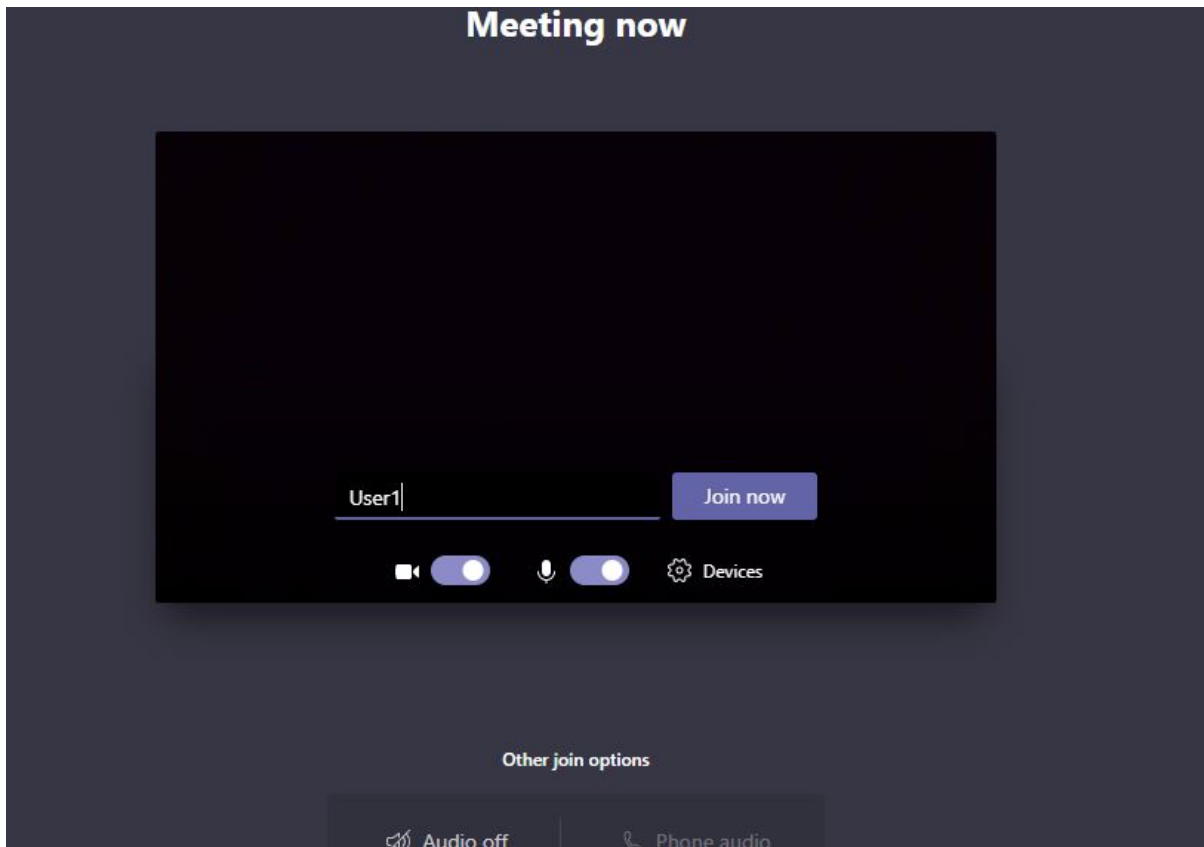 Meeting now
User1
Join now
Devices
Other join options
Audio off
Phone audio